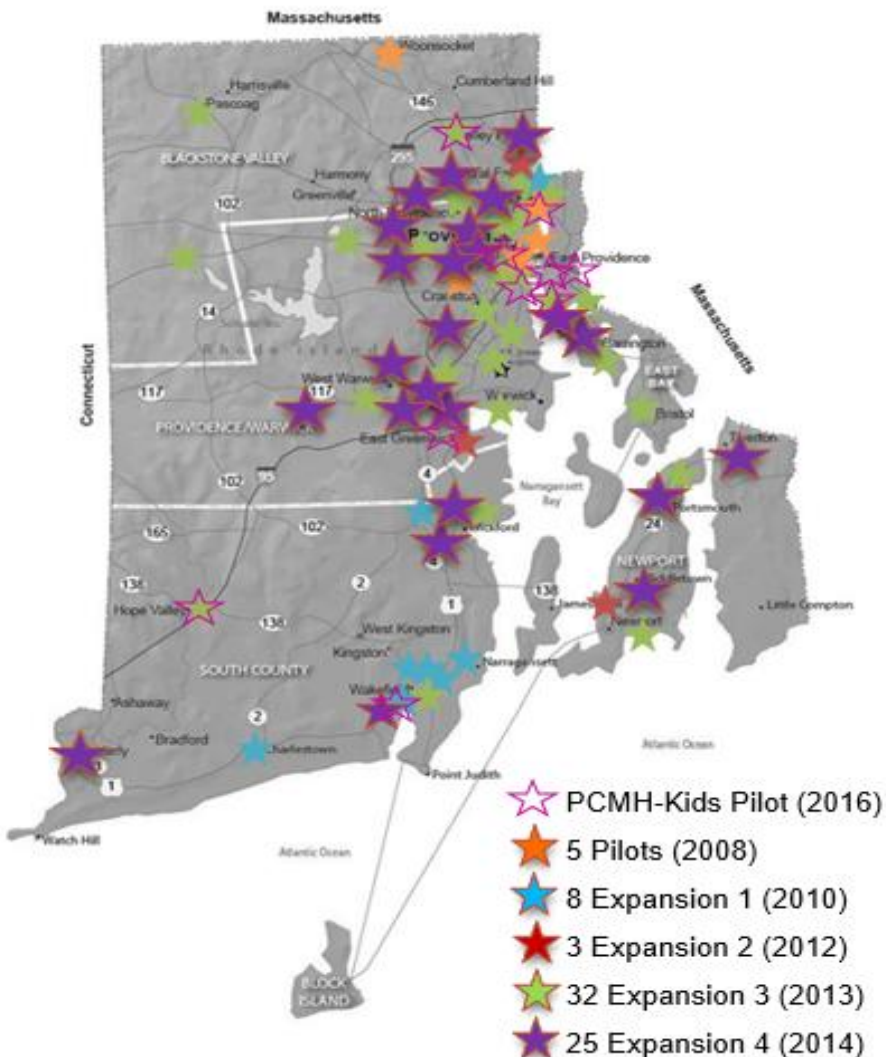 Massachusetts
Woonsocket
Cumberland Hill
Harrisville
Pascoag
146
295
BLACKSTONE VALLEY
Harmony
Greenville
102
East Providence
Cranston
14
Rhode Island
Massachusetts
Connecticut
Barrington
EAST
BAY
West Warwick
117
117
Warwick
Bristol
PROVIDENCE/WARWICK
East Greenwich
Tiverton
95
4
102
Narragansett
Bay
Portsmouth
24
165
102
Wickford
4
NEWPORT
138
2
138
1
Hope Valley
138
Little Compton
West Kingston
Kingston
SOUTH COUNTY
Narragansett
Wakefield
Ashaway
2
Bradford
Charlestown
Atlantic Ocean
1
Point Judith
Watch Hill
Atlantic Ocean
BLOCK
ISLAND
PCMH-Kids Pilot (2016)
5 Pilots (2008)
8 Expansion 1 (2010)
3 Expansion 2 (2012)
32 Expansion 3 (2013)
25 Expansion 4 (2014)